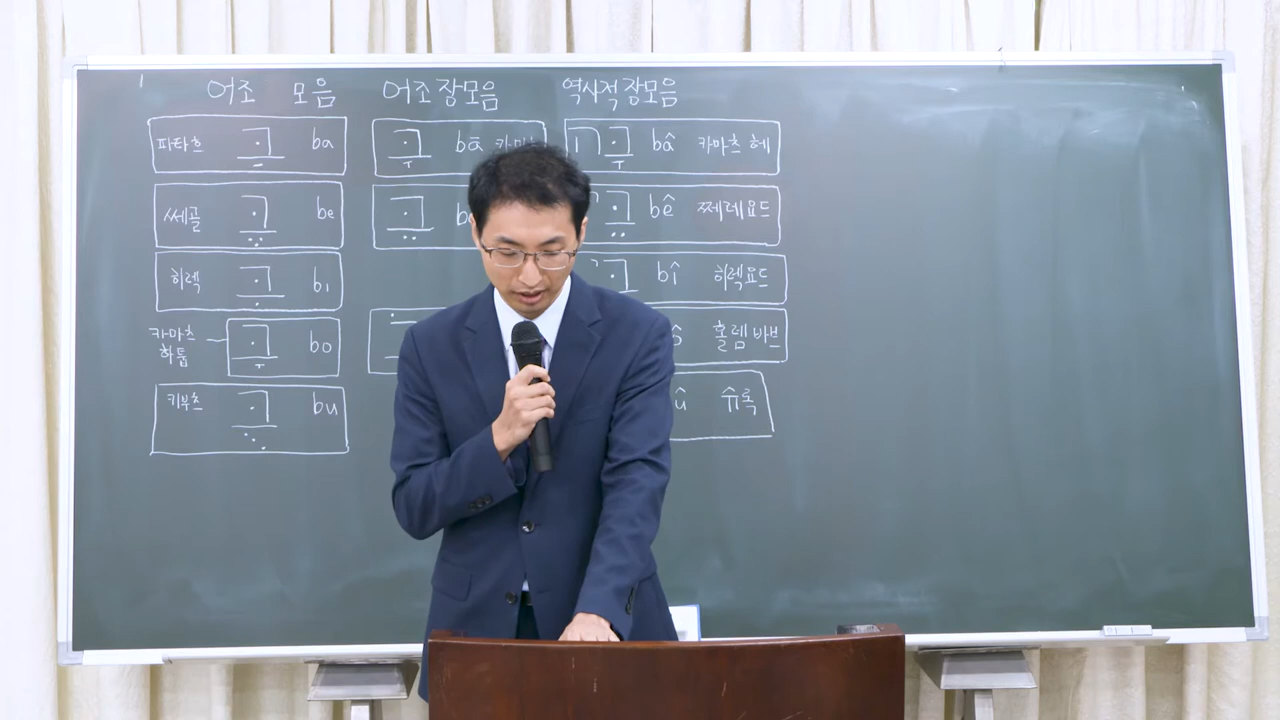 어조 모음 어조장모음 역사적장모음
파타흐 בּ ba בּ bā בּה bâ 카마츠 헤
쎄골 בּ be בּ בּ bê 쩨레요드
히렉 בּ bi בּ bî 히렉요드
카마츠 하툽 בּ bo 홀렘 바브
키부츠 בּ bu û 슈룩